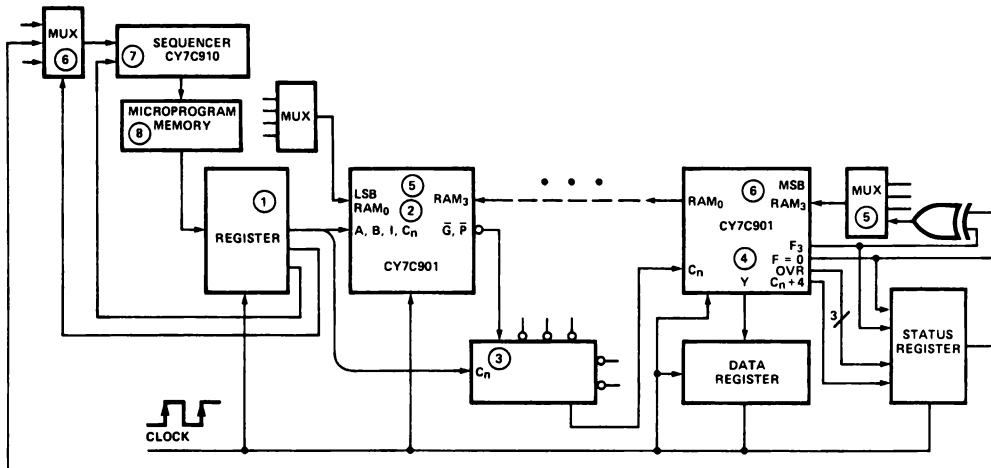 MUX
6
7
SEQUENCER
CY7C910
MICROPROGRAM
MEMORY
8
MUX
1
REGISTER
5
LSB
RAM0
2
RAM3
A, B, I, Cn
G̅, P̅
CY7C901
• • •
6
MSB
RAM0
RAM3
CY7C901
4
F3
F = 0
OVR
Cn + 4
Cn
Y
MUX
5
3
STATUS
REGISTER
3
Cn
DATA
REGISTER
CLOCK